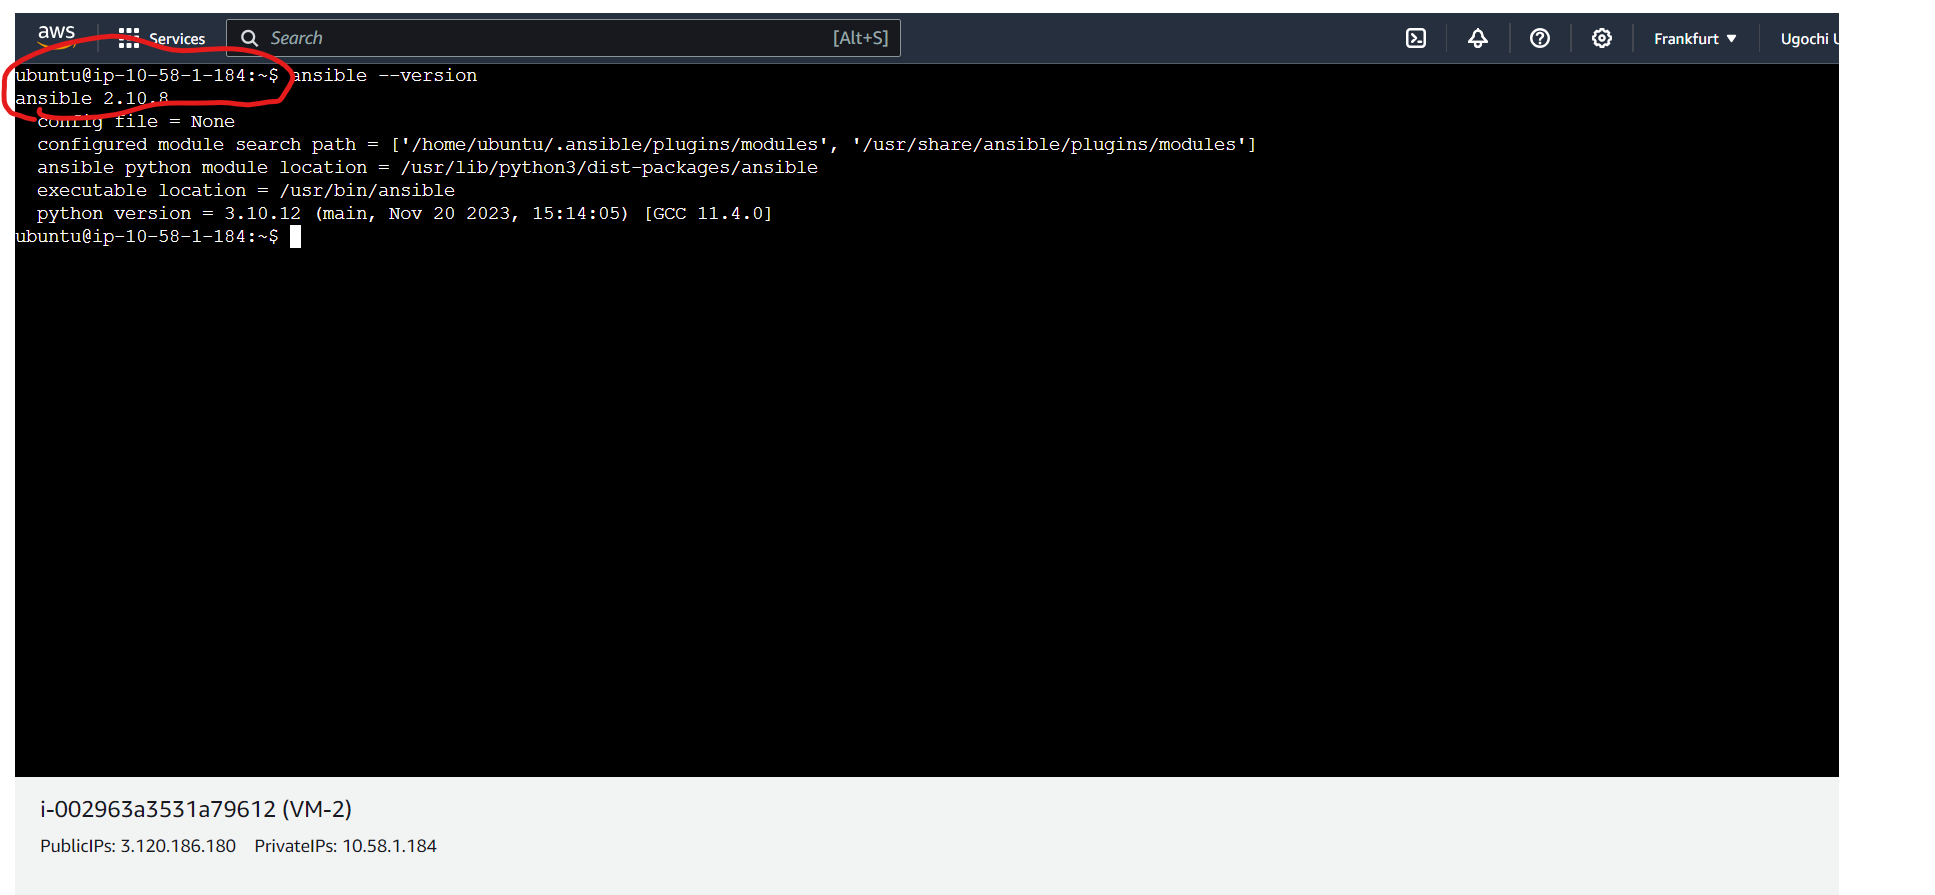 aws Services Search [Alt+S] Frankfurt ▼ Ugochi U
ubuntu@ip-10-58-1-184:~$ ansible --version
ansible 2.10.8
  config file = None
  configured module search path = ['/home/ubuntu/.ansible/plugins/modules', '/usr/share/ansible/plugins/modules']
  ansible python module location = /usr/lib/python3/dist-packages/ansible
  executable location = /usr/bin/ansible
  python version = 3.10.12 (main, Nov 20 2023, 15:14:05) [GCC 11.4.0]
ubuntu@ip-10-58-1-184:~$
i-002963a3531a79612 (VM-2)
PublicIPs: 3.120.186.180 PrivateIPs: 10.58.1.184